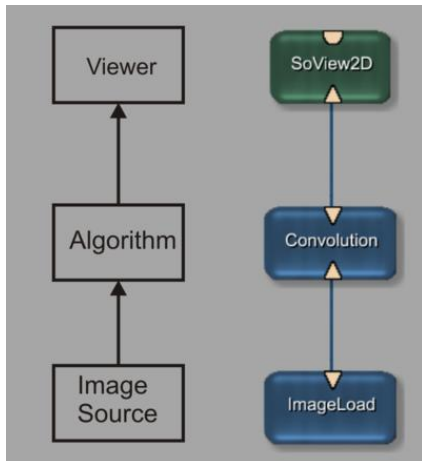 Viewer
SoView2D
Algorithm
Convolution
Image
Source
ImageLoad